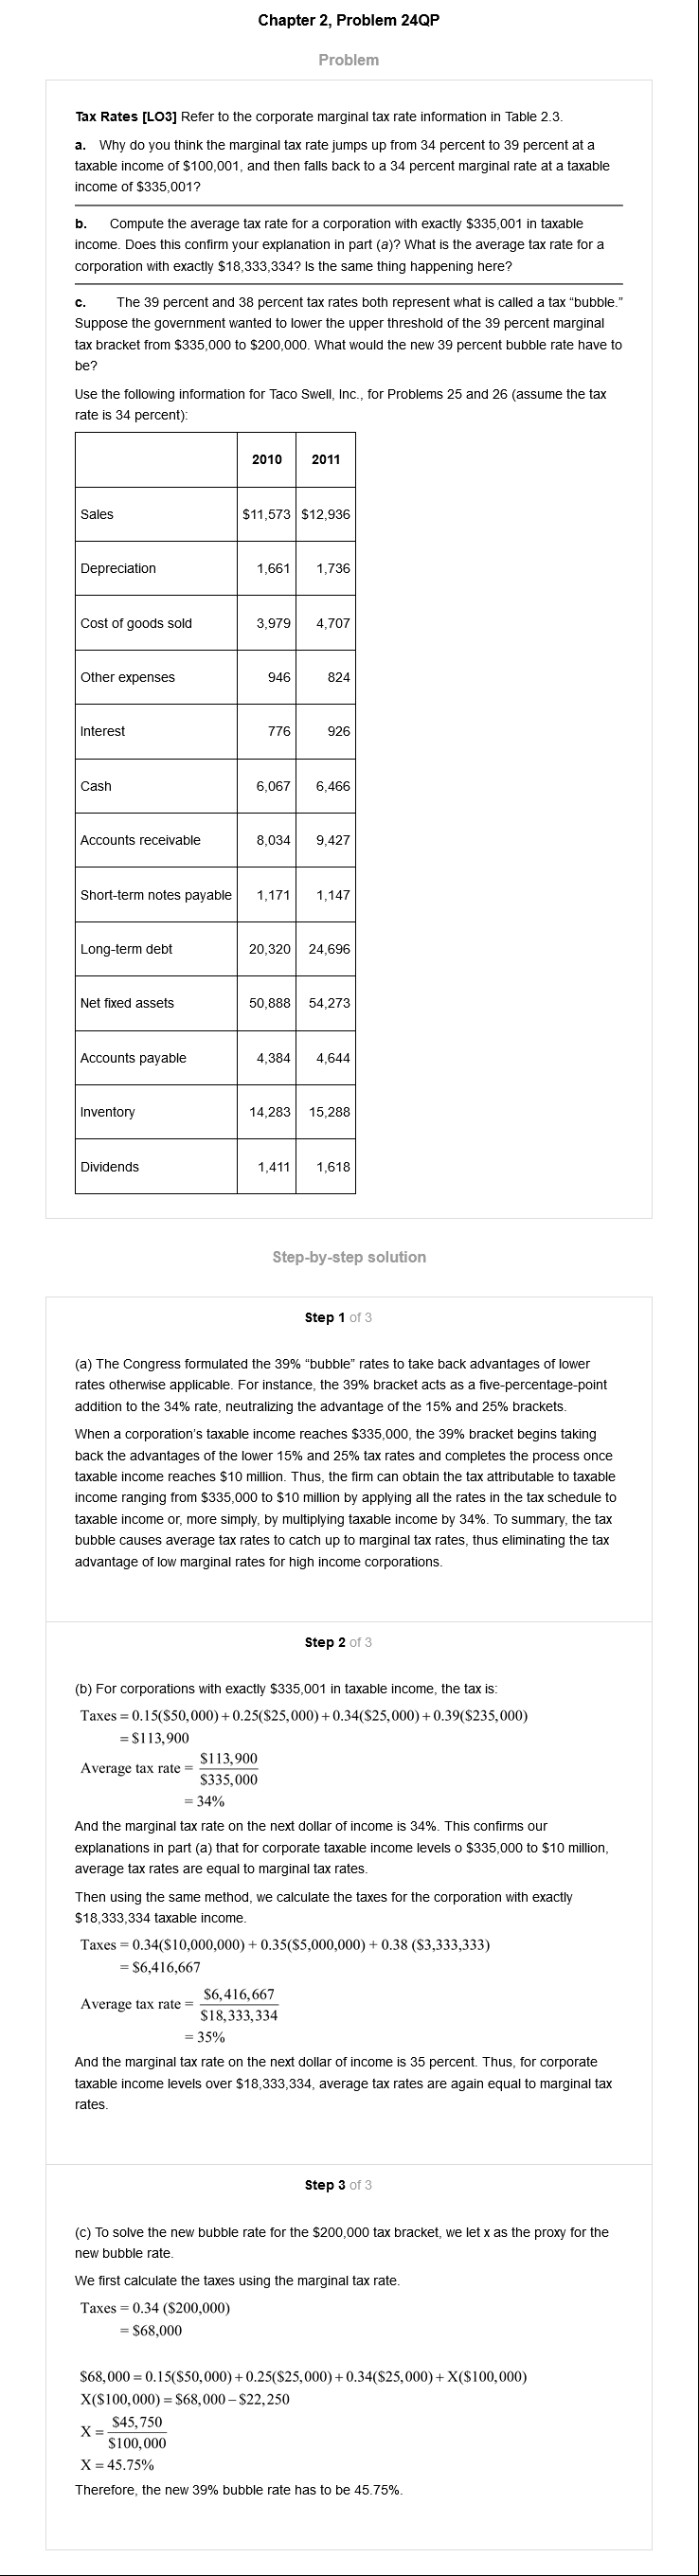 Chapter 2, Problem 24QP
Problem
Tax Rates [LO3] Refer to the corporate marginal tax rate information in Table 2.3.
a. Why do you think the marginal tax rate jumps up from 34 percent to 39 percent at a
taxable income of $100,001, and then falls back to a 34 percent marginal rate at a taxable
income of $335,001?
b. Compute the average tax rate for a corporation with exactly $335,001 in taxable
income. Does this confirm your explanation in part (a)? What is the average tax rate for a
corporation with exactly $18,333,334? Is the same thing happening here?
c. The 39 percent and 38 percent tax rates both represent what is called a tax “bubble.”
Suppose the government wanted to lower the upper threshold of the 39 percent marginal
tax bracket from $335,000 to $200,000. What would the new 39 percent bubble rate have to
be?
Use the following information for Taco Swell, Inc., for Problems 25 and 26 (assume the tax
rate is 34 percent):
2010 2011
Sales $11,573 $12,936
Depreciation 1,661 1,736
Cost of goods sold 3,979 4,707
Other expenses 946 824
Interest 776 926
Cash 6,067 6,466
Accounts receivable 8,034 9,427
Short-term notes payable 1,171 1,147
Long-term debt 20,320 24,696
Net fixed assets 50,888 54,273
Accounts payable 4,384 4,644
Inventory 14,283 15,288
Dividends 1,411 1,618
Step-by-step solution
Step 1 of 3
(a) The Congress formulated the 39% “bubble” rates to take back advantages of lower
rates otherwise applicable. For instance, the 39% bracket acts as a five-percentage-point
addition to the 34% rate, neutralizing the advantage of the 15% and 25% brackets.
When a corporation’s taxable income reaches $335,000, the 39% bracket begins taking
back the advantages of the lower 15% and 25% tax rates and completes the process once
taxable income reaches $10 million. Thus, the firm can obtain the tax attributable to taxable
income ranging from $335,000 to $10 million by applying all the rates in the tax schedule to
taxable income or, more simply, by multiplying taxable income by 34%. To summary, the tax
bubble causes average tax rates to catch up to marginal tax rates, thus eliminating the tax
advantage of low marginal rates for high income corporations.
Step 2 of 3
(b) For corporations with exactly $335,001 in taxable income, the tax is:
Taxes = 0.15($50,000) + 0.25($25,000) + 0.34($25,000) + 0.39($235,000)
= $113,900
Average tax rate = $113,900
$335,000
= 34%
And the marginal tax rate on the next dollar of income is 34%. This confirms our
explanations in part (a) that for corporate taxable income levels o $335,000 to $10 million,
average tax rates are equal to marginal tax rates.
Then using the same method, we calculate the taxes for the corporation with exactly
$18,333,334 taxable income.
Taxes = 0.34($10,000,000) + 0.35($5,000,000) + 0.38 ($3,333,333)
= $6,416,667
Average tax rate = $6,416,667
$18,333,334
= 35%
And the marginal tax rate on the next dollar of income is 35 percent. Thus, for corporate
taxable income levels over $18,333,334, average tax rates are again equal to marginal tax
rates.
Step 3 of 3
(c) To solve the new bubble rate for the $200,000 tax bracket, we let x as the proxy for the
new bubble rate.
We first calculate the taxes using the marginal tax rate.
Taxes = 0.34 ($200,000)
= $68,000
$68,000 = 0.15($50,000) + 0.25($25,000) + 0.34($25,000) + X($100,000)
X($100,000) = $68,000 – $22,250
X = $45,750
$100,000
X = 45.75%
Therefore, the new 39% bubble rate has to be 45.75%.